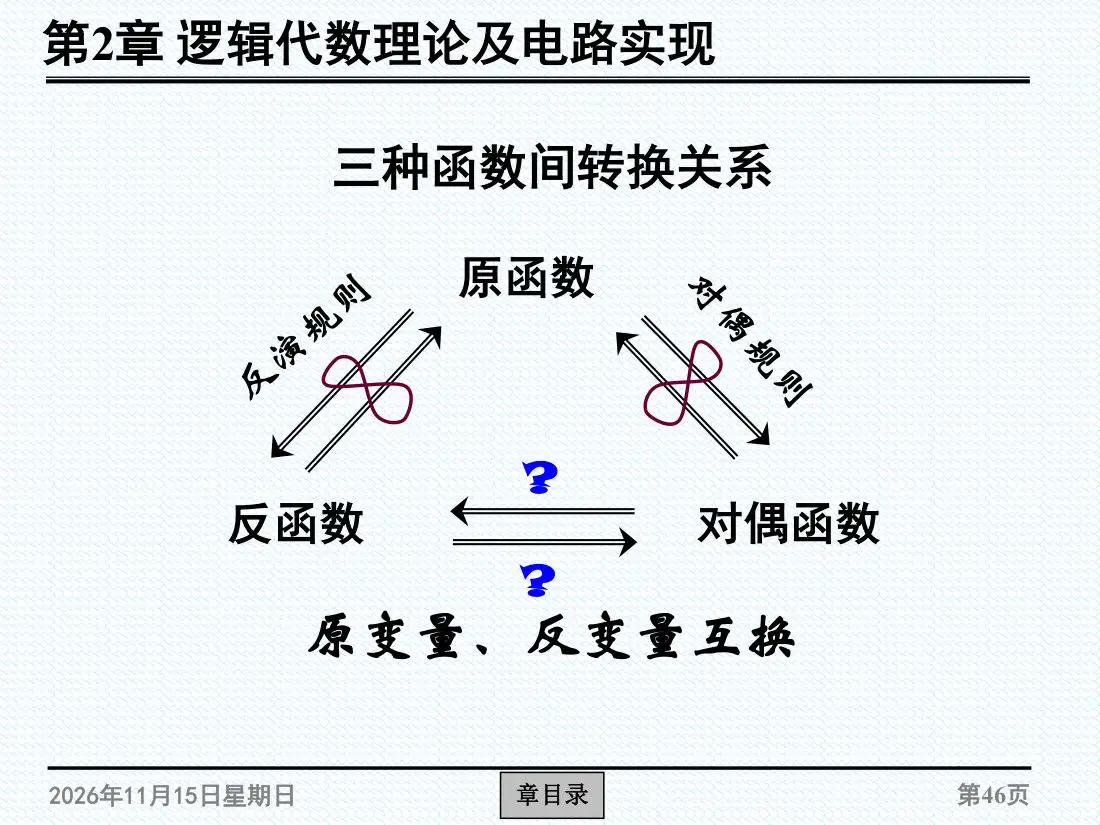 第2章 逻辑代数理论及电路实现
三种函数间转换关系
原函数
反演规则
对偶规则
?
反函数
对偶函数
?
原变量、反变量互换
2026年11月15日星期日
章目录
第46页